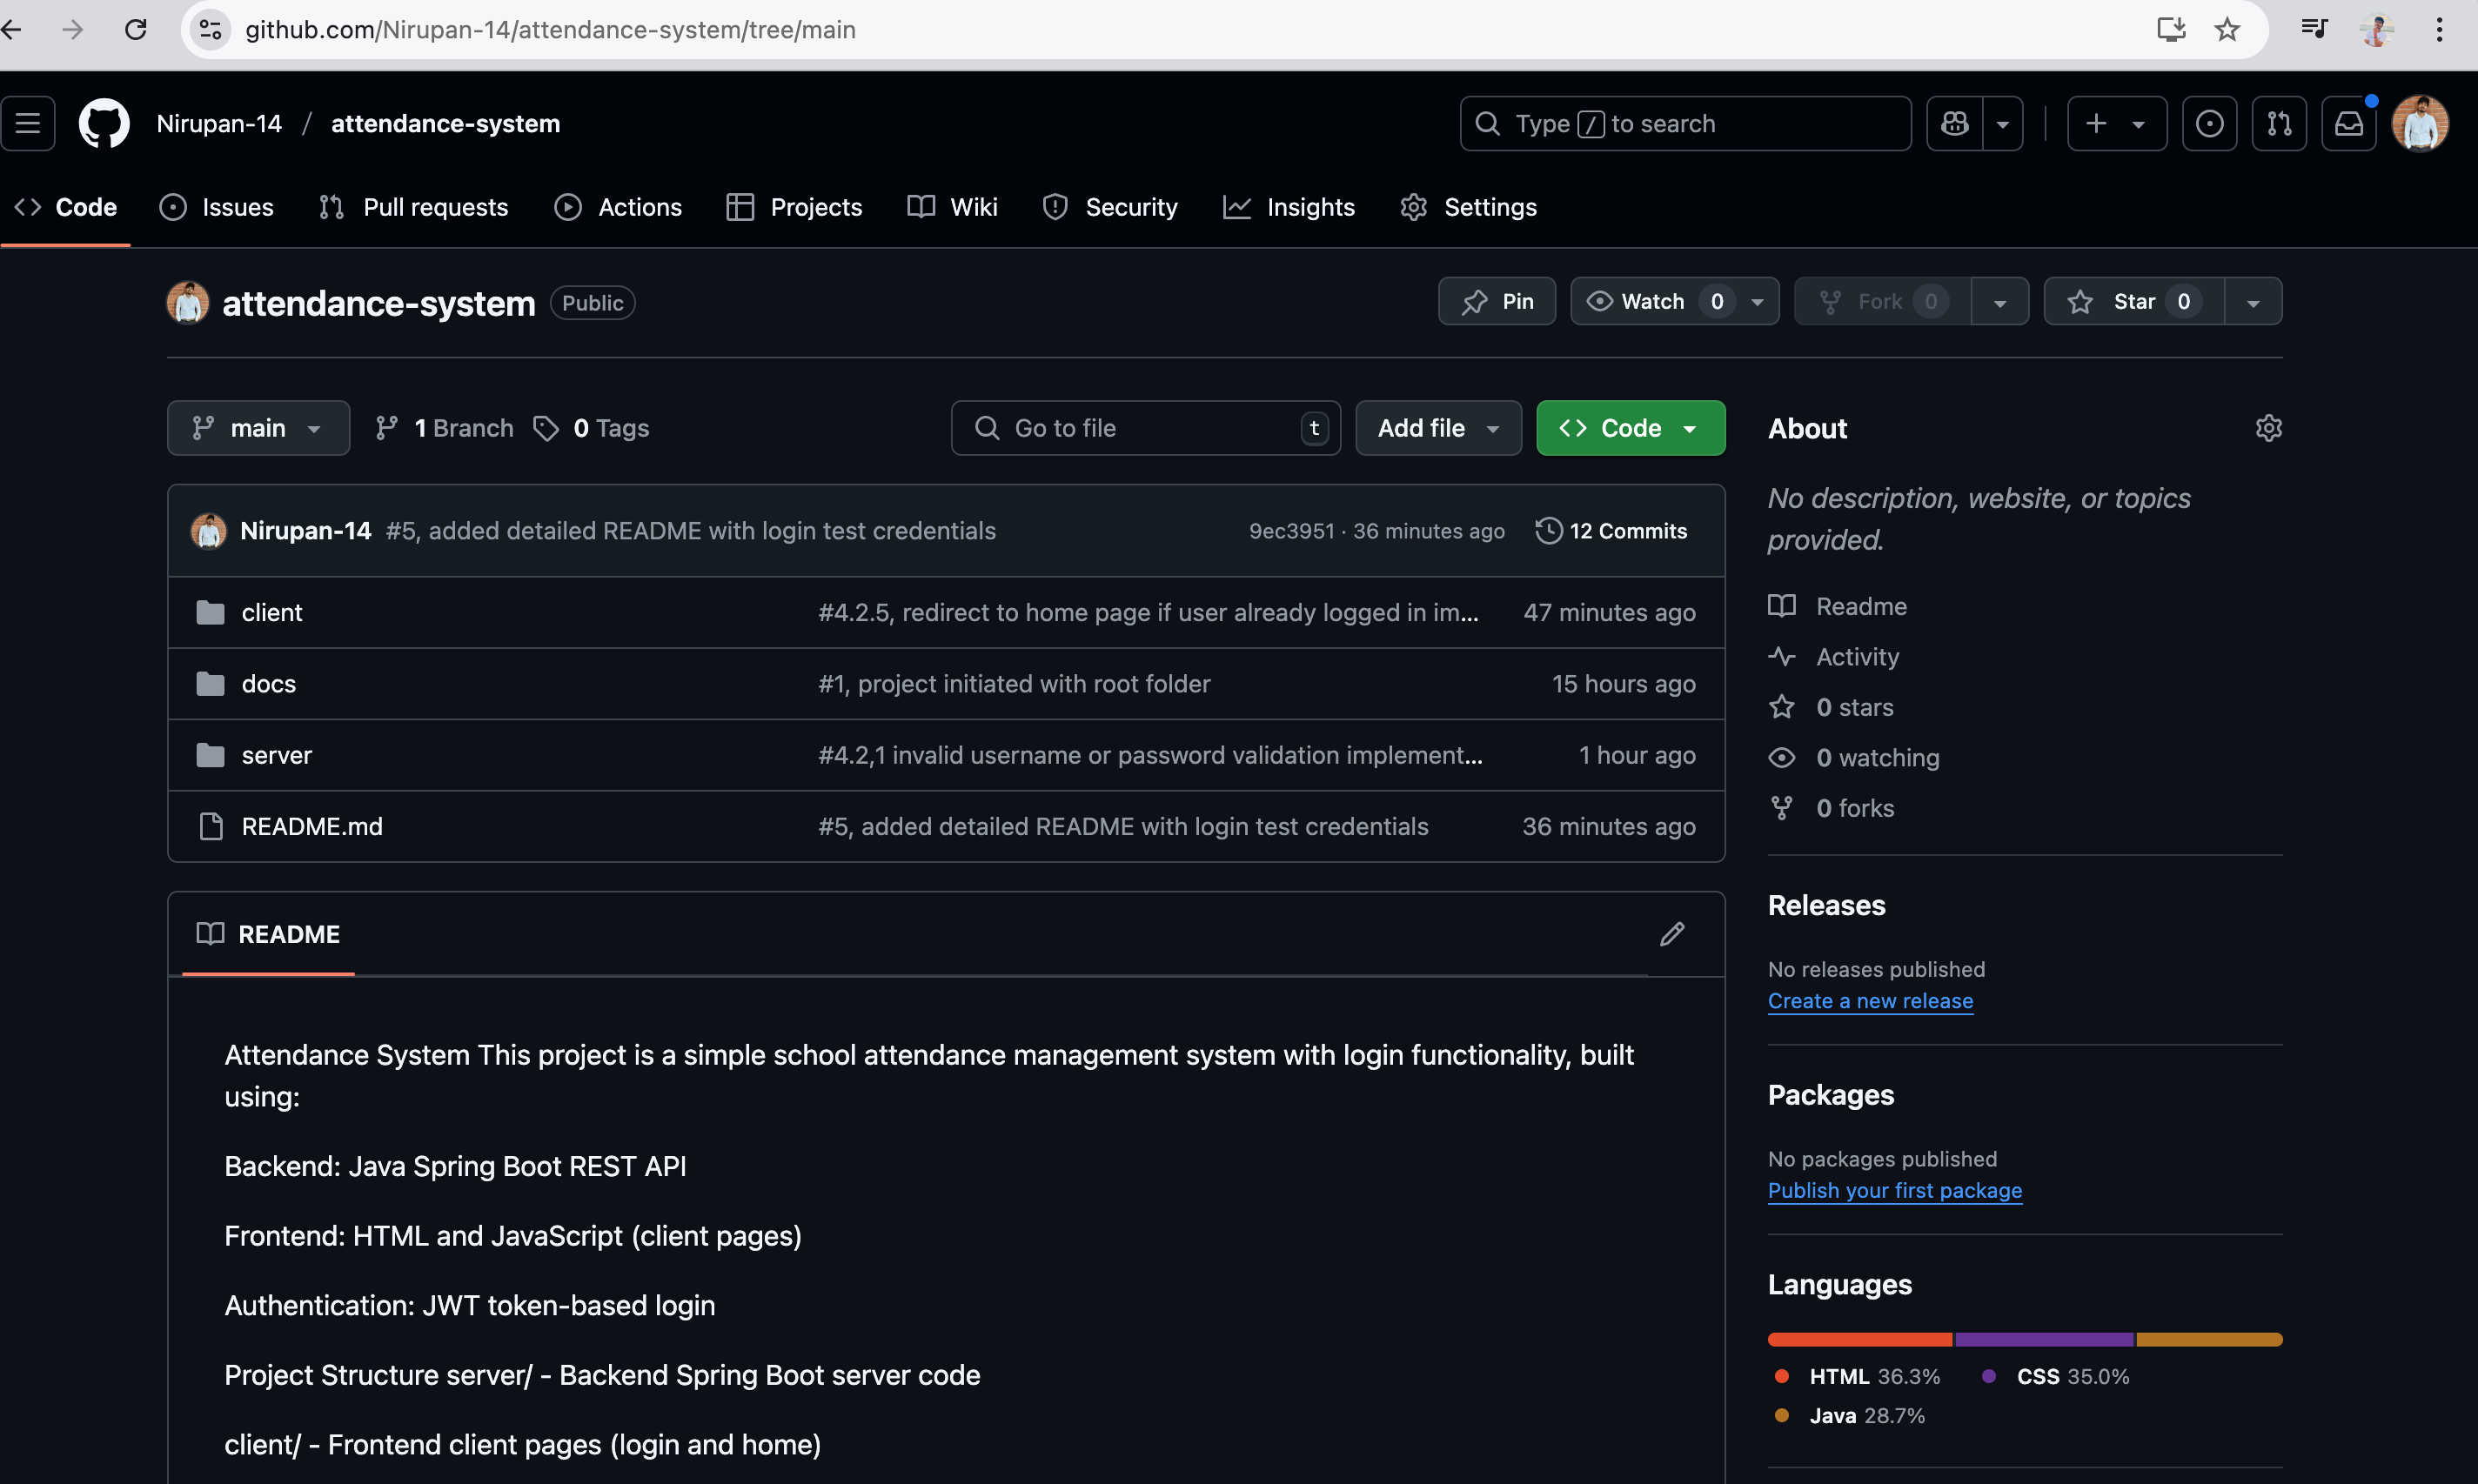 github.com/Nirupan-14/attendance-system/tree/main
Nirupan-14 / attendance-system
Type / to search
Code
Issues
Pull requests
Actions
Projects
Wiki
Security
Insights
Settings
attendance-system Public
Pin
Watch 0
Fork 0
Star 0
main
1 Branch
0 Tags
Go to file t
Add file
Code
Nirupan-14 #5, added detailed README with login test credentials 9ec3951 · 36 minutes ago 12 Commits
client #4.2.5, redirect to home page if user already logged in im... 47 minutes ago
docs #1, project initiated with root folder 15 hours ago
server #4.2,1 invalid username or password validation implement... 1 hour ago
README.md #5, added detailed README with login test credentials 36 minutes ago
README
Attendance System This project is a simple school attendance management system with login functionality, built
using:
Backend: Java Spring Boot REST API
Frontend: HTML and JavaScript (client pages)
Authentication: JWT token-based login
Project Structure server/ - Backend Spring Boot server code
client/ - Frontend client pages (login and home)
About
No description, website, or topics
provided.
Readme
Activity
0 stars
0 watching
0 forks
Releases
No releases published
Create a new release
Packages
No packages published
Publish your first package
Languages
HTML 36.3% CSS 35.0%
Java 28.7%